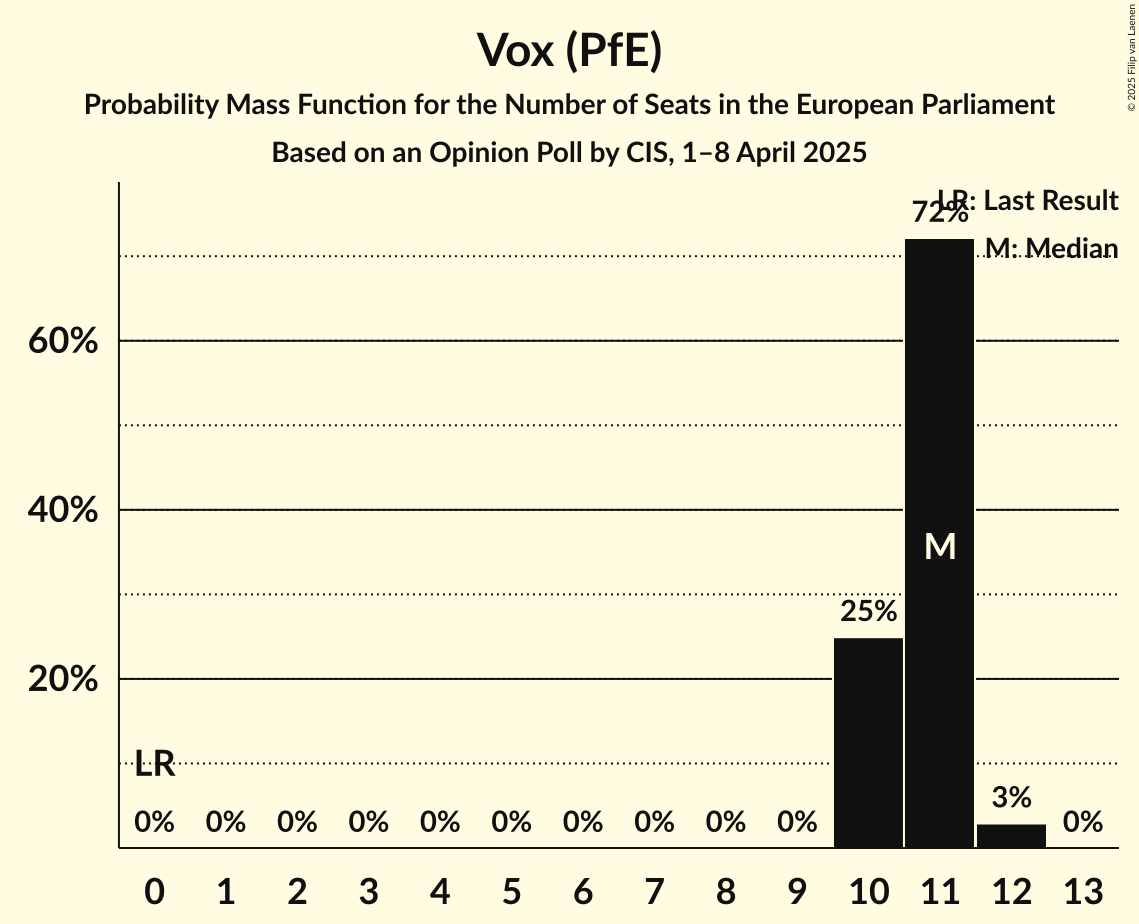 Vox (PfE)
Probability Mass Function for the Number of Seats in the European Parliament
Based on an Opinion Poll by CIS, 1–8 April 2025
© 2025 Filip van Laenen
LR: Last Result
M: Median
72%
60%
40%
20%
M
25%
LR
3%
0% 0% 0% 0% 0% 0% 0% 0% 0% 0% 0%
0 1 2 3 4 5 6 7 8 9 10 11 12 13